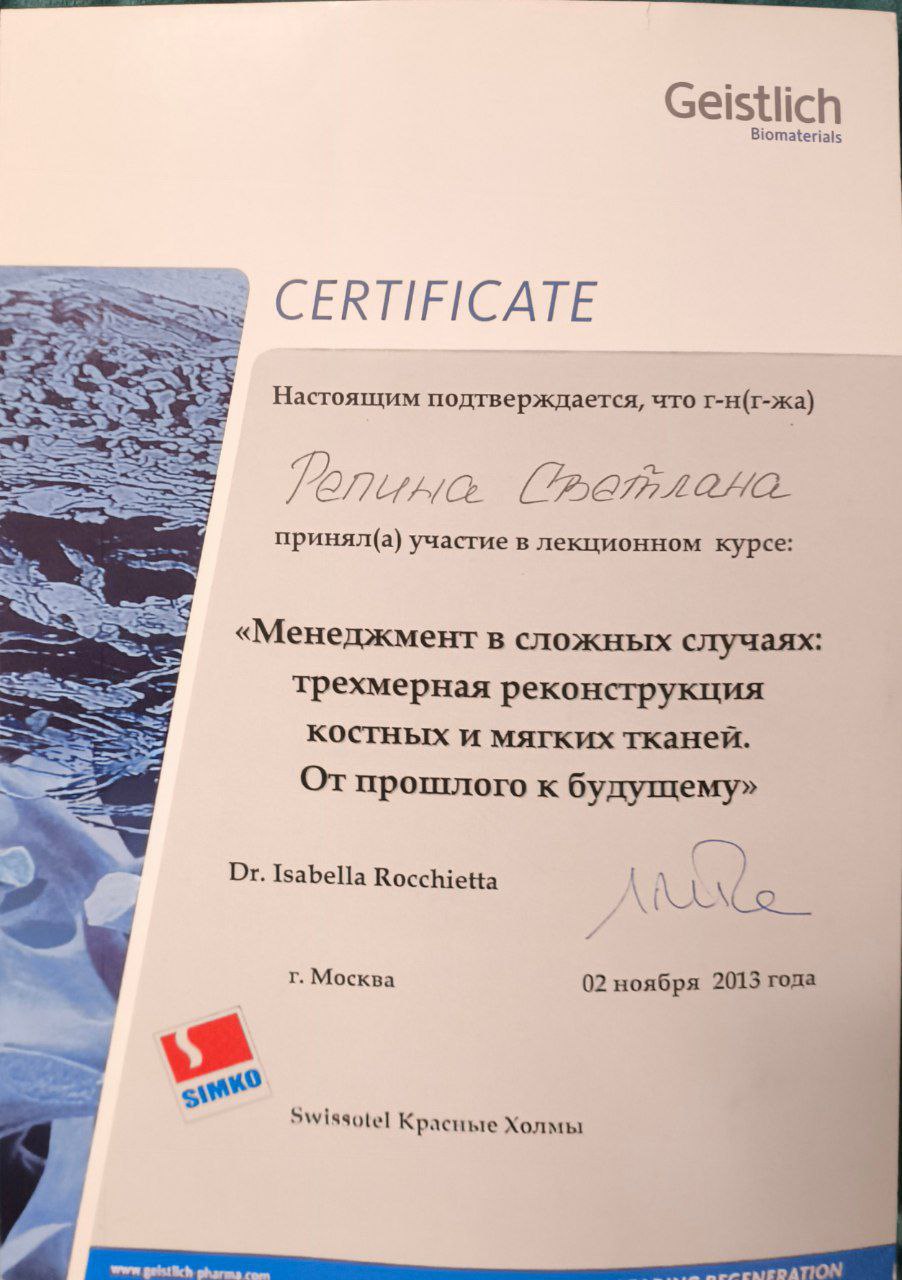 Geistlich
Biomaterials
CERTIFICATE
Настоящим подтверждается, что г-н(г-жа)
Репина Светлана
принял(а) участие в лекционном курсе:
«Менеджмент в сложных случаях:
трехмерная реконструкция
костных и мягких тканей.
От прошлого к будущему»
Dr. Isabella Rocchietta
г. Москва
02 ноября 2013 года
SIMKO
Swissotel Красные Холмы
www.geistlich-pharma.com
REGENERATION